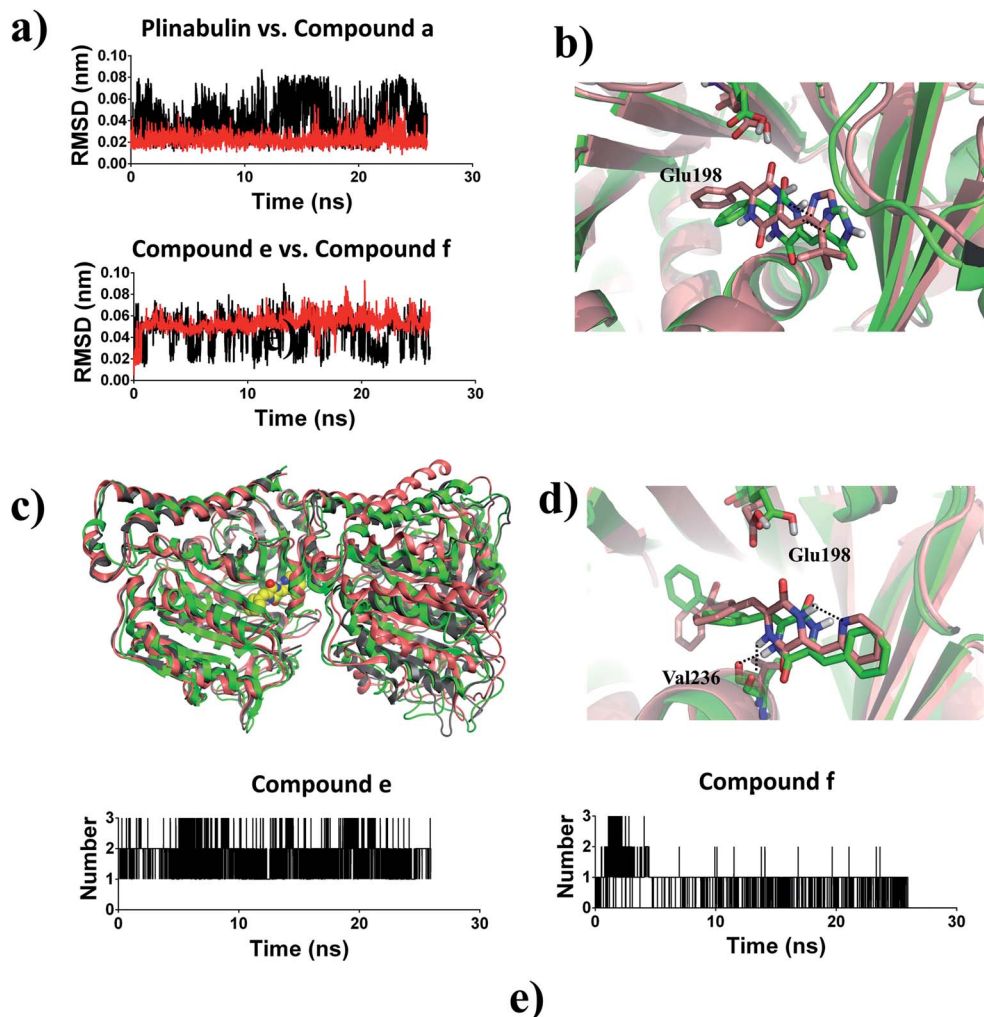 a)
Plinabulin vs. Compound a
RMSD (nm)
0.10
0.08
0.06
0.04
0.02
0.00
0
10
20
30
Time (ns)
Compound e vs. Compound f
RMSD (nm)
0.10
0.08
0.06
0.04
0.02
0.00
e)
0
10
20
30
Time (ns)
b)
Glu198
c)
d)
Glu198
Val236
Compound e
Number
3
2
1
0
0
10
20
30
Time (ns)
Compound f
Number
3
2
1
0
0
10
20
30
Time (ns)
e)